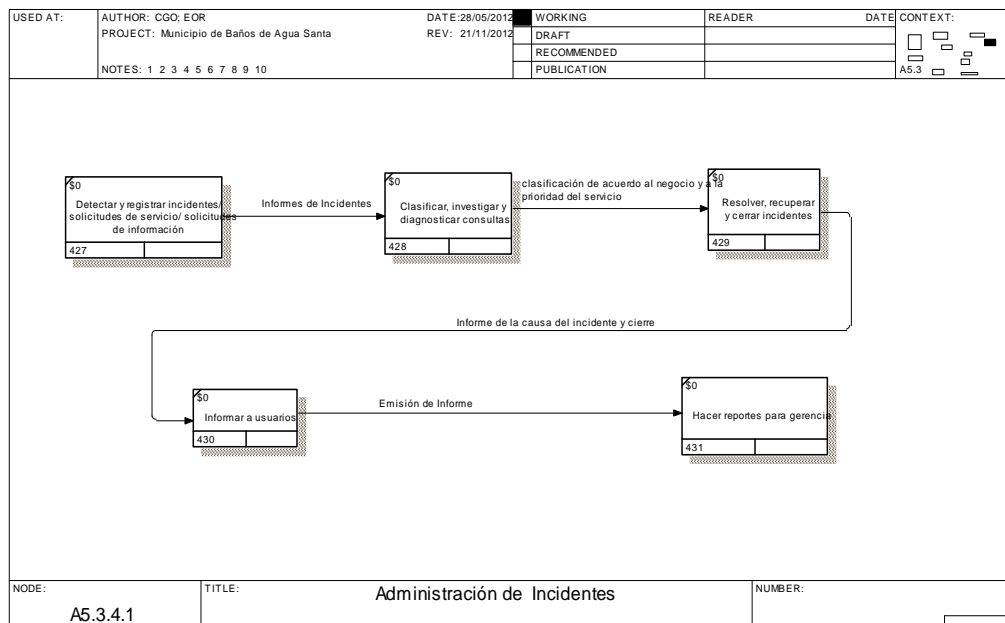 USED AT:
AUTHOR: CGO; EOR
DATE:28/05/2012
WORKING
READER
DATE
CONTEXT:
PROJECT: Municipio de Baños de Agua Santa
REV: 21/11/2012
DRAFT
RECOMMENDED
NOTES: 1 2 3 4 5 6 7 8 9 10
PUBLICATION
A5.3
$0
Detectar y registrar incidentes/
solicitudes de servicio/ solicitudes
de información
427
Informes de Incidentes
$0
Clasificar, investigar y
diagnosticar consultas
428
clasificación de acuerdo al negocio y a la
prioridad del servicio
$0
Resolver, recuperar
y cerrar incidentes
429
Informe de la causa del incidente y cierre
$0
Informar a usuarios
430
Emisión de Informe
$0
Hacer reportes para gerencia
431
NODE:
A5.3.4.1
TITLE:
Administración de Incidentes
NUMBER: